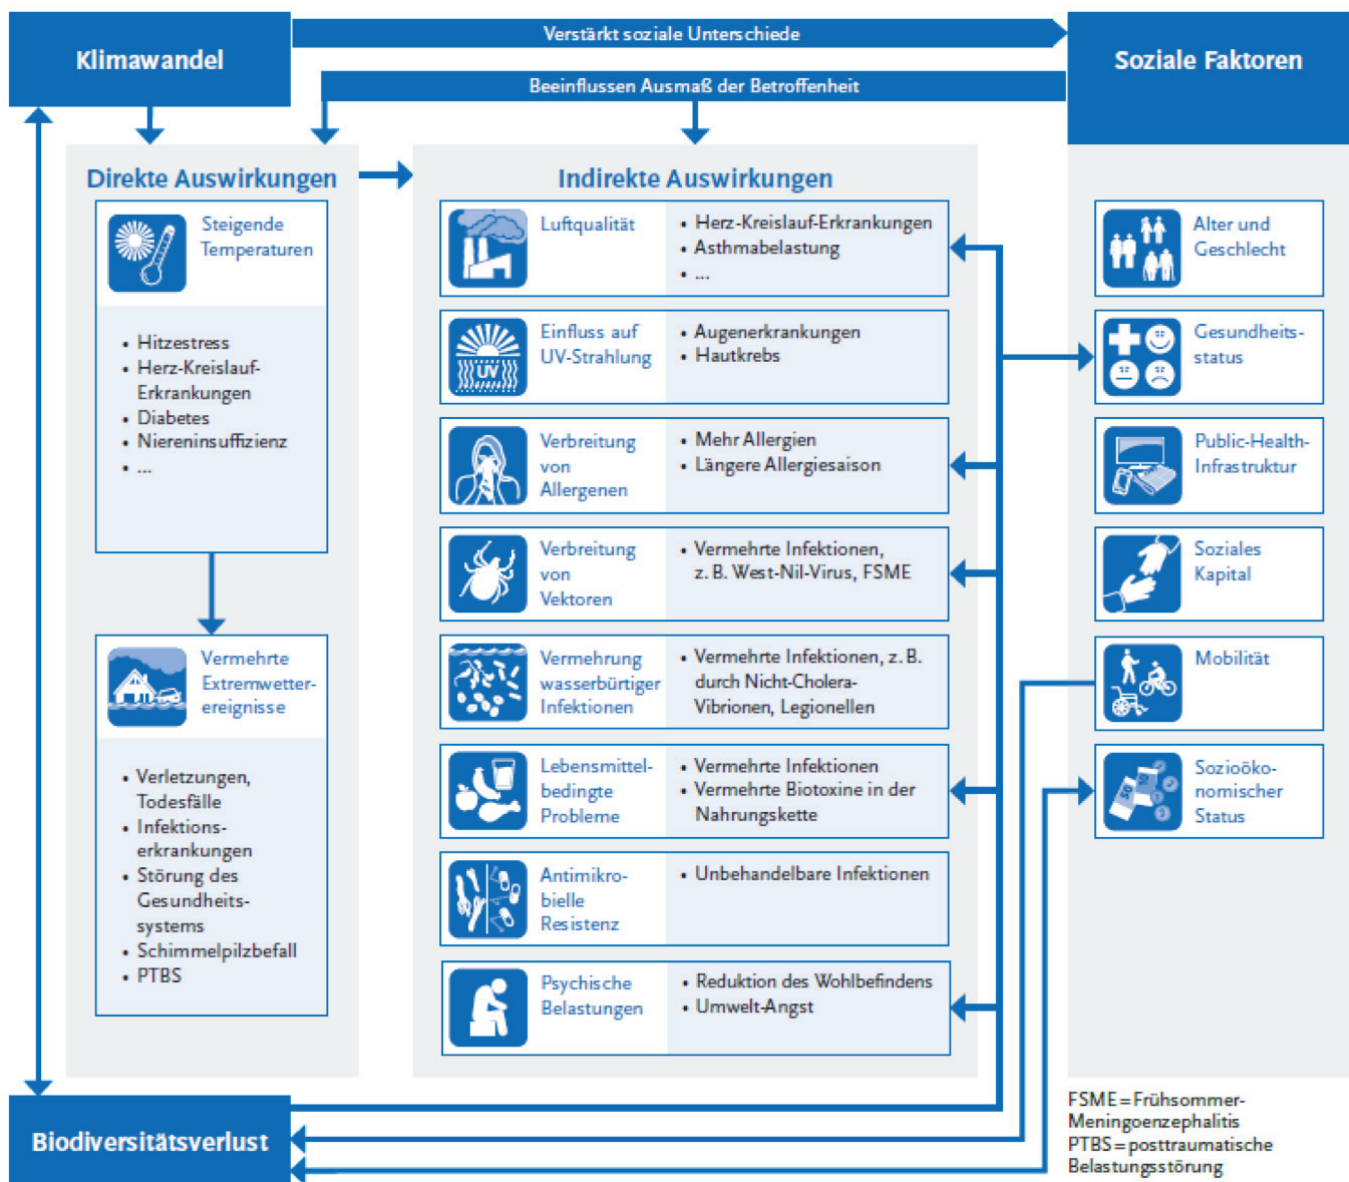 Klimawandel
Verstärkt soziale Unterschiede
Beeinflussen Ausmaß der Betroffenheit
Soziale Faktoren
Direkte Auswirkungen
Steigende
Temperaturen
• Hitzestress
• Herz-Kreislauf-
Erkrankungen
• Diabetes
• Niereninsuffizienz
• ...
Vermehrte
Extremwetter-
ereignisse
• Verletzungen,
Todesfälle
• Infektions-
erkrankungen
• Störung des
Gesundheits-
systems
• Schimmelpilzbefall
• PTBS
Indirekte Auswirkungen
Luftqualität
• Herz-Kreislauf-Erkrankungen
• Asthmabelastung
• ...
Einfluss auf
UV-Strahlung
UV
• Augenerkrankungen
• Hautkrebs
Verbreitung
von
Allergenen
• Mehr Allergien
• Längere Allergiesaison
Verbreitung
von
Vektoren
• Vermehrte Infektionen,
z. B. West-Nil-Virus, FSME
Vermehrung
wasserbürtiger
Infektionen
• Vermehrte Infektionen, z. B.
durch Nicht-Cholera-
Vibrionen, Legionellen
Lebensmittel-
bedingte
Probleme
• Vermehrte Infektionen
• Vermehrte Biotoxine in der
Nahrungskette
Antimikro-
bielle
Resistenz
• Unbehandelbare Infektionen
Psychische
Belastungen
• Reduktion des Wohlbefindens
• Umwelt-Angst
Alter und
Geschlecht
Gesundheits-
status
Public-Health-
Infrastruktur
Soziales
Kapital
Mobilität
50
10
Sozioöko-
nomischer
Status
Biodiversitätsverlust
FSME=Frühsommer-
Meningoenzephalitis
PTBS=posttraumatische
Belastungsstörung